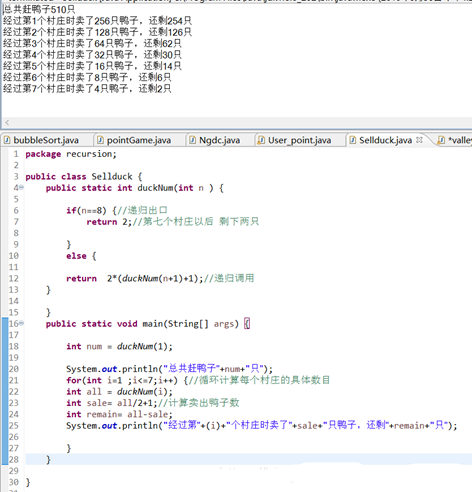 总共赶鸭子510只
经过第1个村庄时卖了256只鸭子，还剩254只
经过第2个村庄时卖了128只鸭子，还剩126只
经过第3个村庄时卖了64只鸭子，还剩62只
经过第4个村庄时卖了32只鸭子，还剩30只
经过第5个村庄时卖了16只鸭子，还剩14只
经过第6个村庄时卖了8只鸭子，还剩6只
经过第7个村庄时卖了4只鸭子，还剩2只
bubbleSort.java pointGame.java Ngdc.java User_point.java Sellduck.java *valley
1 package recursion;
2
3 public class Sellduck {
4 public static int duckNum(int n ) {
5
6 if(n==8) {//递归出口
7 return 2;//第七个村庄以后 剩下两只
8
9 }
10 else {
11
12 return 2*(duckNum(n+1)+1);//递归调用
13 }
14
15 }
16 public static void main(String[] args) {
17
18 int num = duckNum(1);
19
20 System.out.println("总共赶鸭子"+num+"只");
21 for(int i=1 ;i<=7;i++) {//循环计算每个村庄的具体数目
22 int all = duckNum(i);
23 int sale= all/2+1;//计算卖出鸭子数
24 int remain= all-sale;
25 System.out.println("经过第"+(i)+"个村庄时卖了"+sale+"只鸭子，还剩"+remain+"只");
26
27 }
28 }
29
30 }